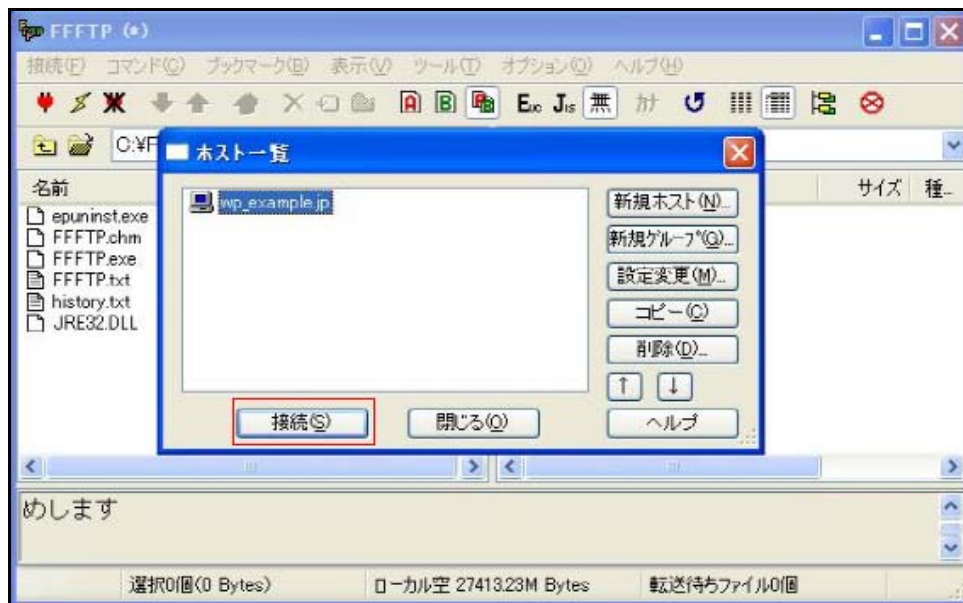 FFFTP (*)
接続(F) コマンド(C) ブックマーク(B) 表示(V) ツール(T) オプション(O) ヘルプ(H)
A B EUC JIS 無 カナ
C:¥F
ホスト一覧
名前
サイズ 種...
epuninst.exe
FFFTP.chm
FFFTP.exe
FFFTP.txt
history.txt
JRE32.DLL
wp_example.jp
新規ホスト(N)...
新規グループ(G)...
設定変更(M)...
コピー(C)
削除(D)...
↑ ↓
接続(S) 閉じる(O) ヘルプ
めします
選択0個(0 Bytes) ローカル空 27413.23M Bytes 転送待ちファイル0個